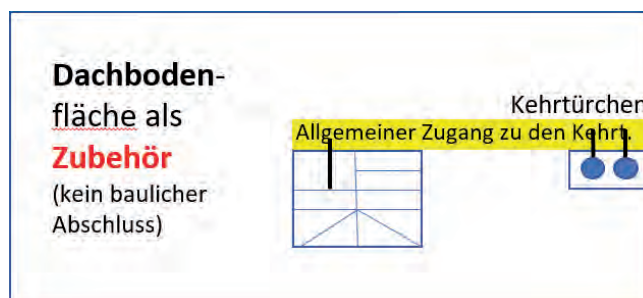 Dachboden-
fläche als
Zubehör
(kein baulicher
Abschluss)
Kehrtürchen
Allgemeiner Zugang zu den Kehrt.